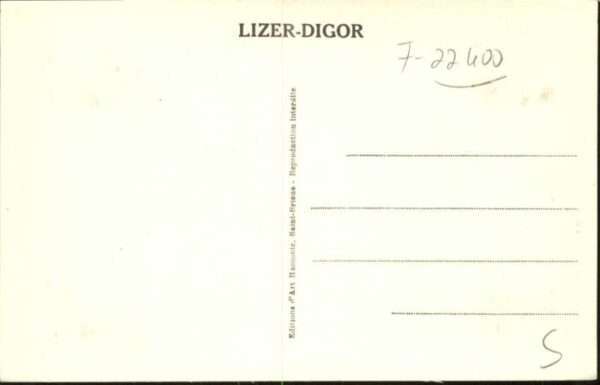 LIZER-DIGOR
7-22400
Editions d'Art Hamonic, Saint-Brieuc - Reproduction interdite
S